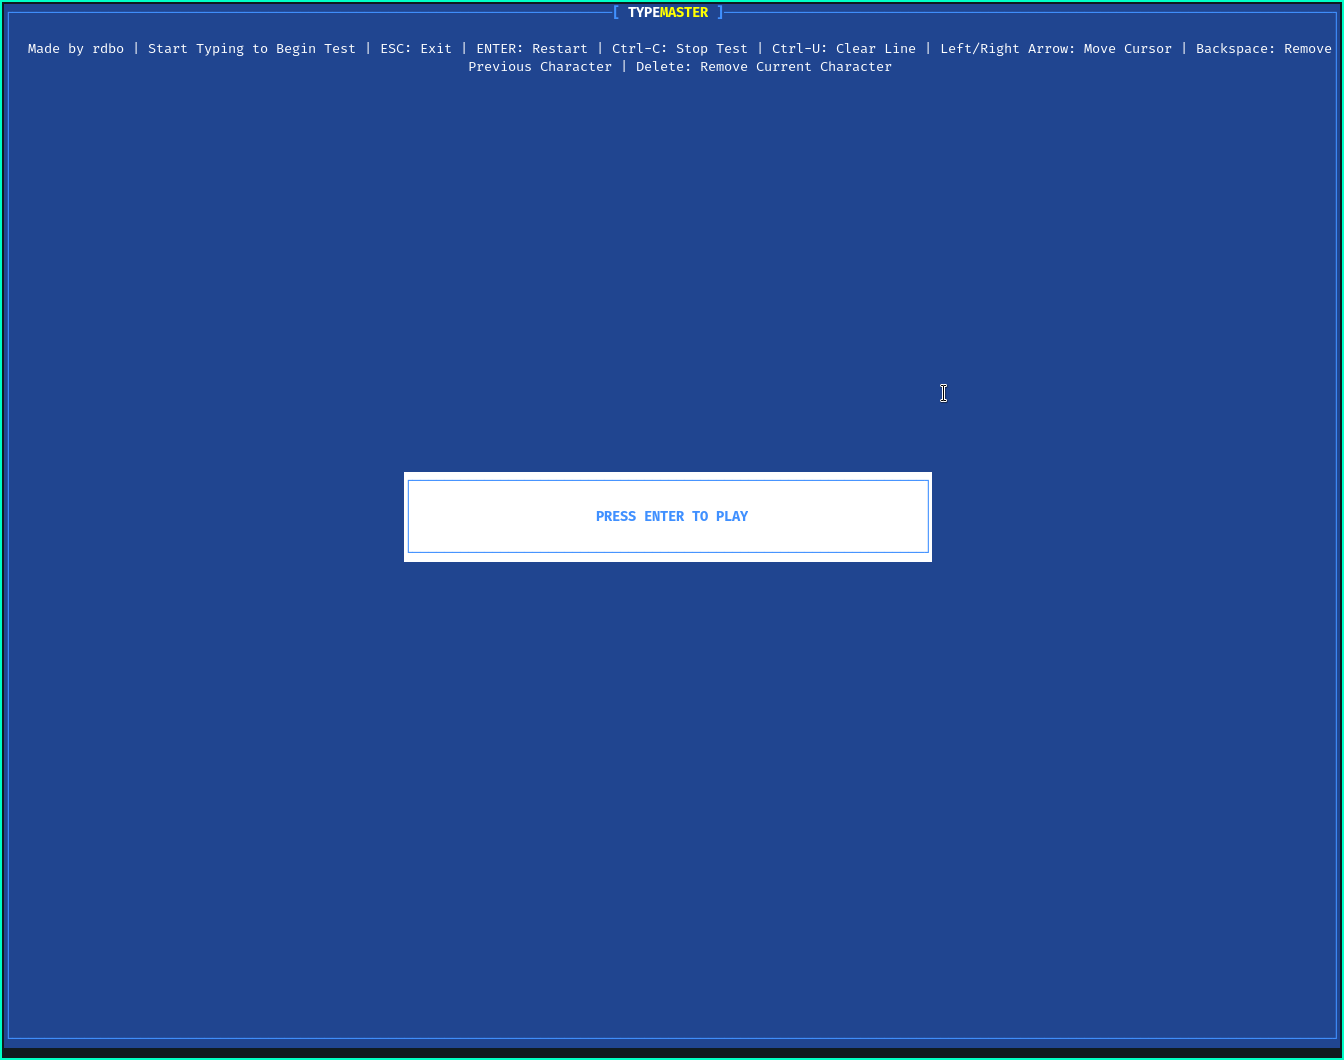 [ TYPEMASTER ]
Made by rdbo | Start Typing to Begin Test | ESC: Exit | ENTER: Restart | Ctrl-C: Stop Test | Ctrl-U: Clear Line | Left/Right Arrow: Move Cursor | Backspace: Remove
Previous Character | Delete: Remove Current Character
PRESS ENTER TO PLAY